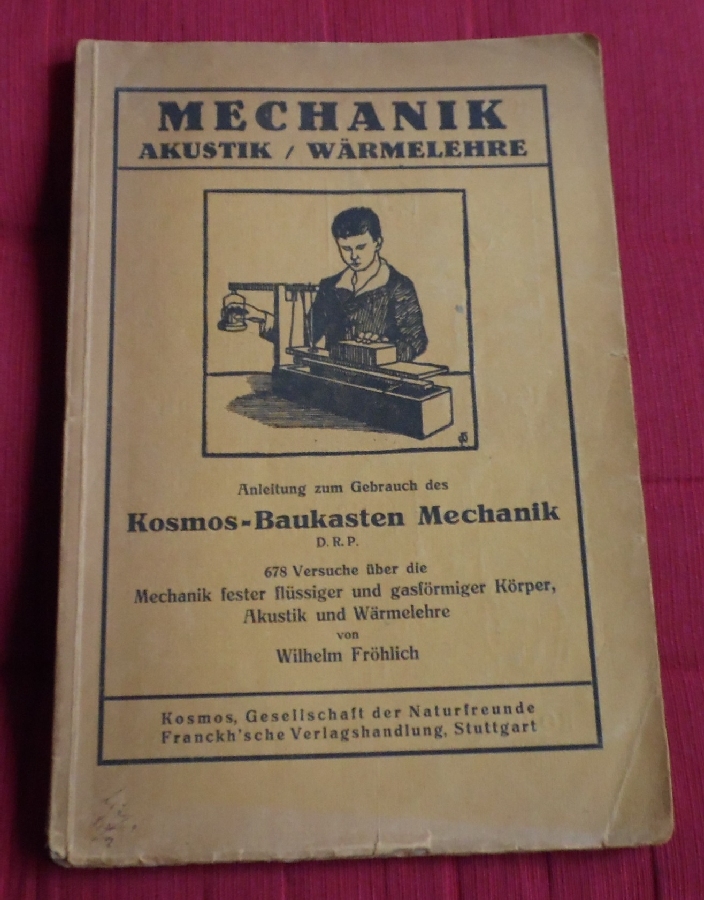 MECHANIK
AKUSTIK / WÄRMELEHRE
Anleitung zum Gebrauch des
Kosmos=Baukasten Mechanik
D. R. P.
678 Versuche über die
Mechanik fester flüssiger und gasförmiger Körper,
Akustik und Wärmelehre
von
Wilhelm Fröhlich
Kosmos, Gesellschaft der Naturfreunde
Franckh'sche Verlagshandlung, Stuttgart